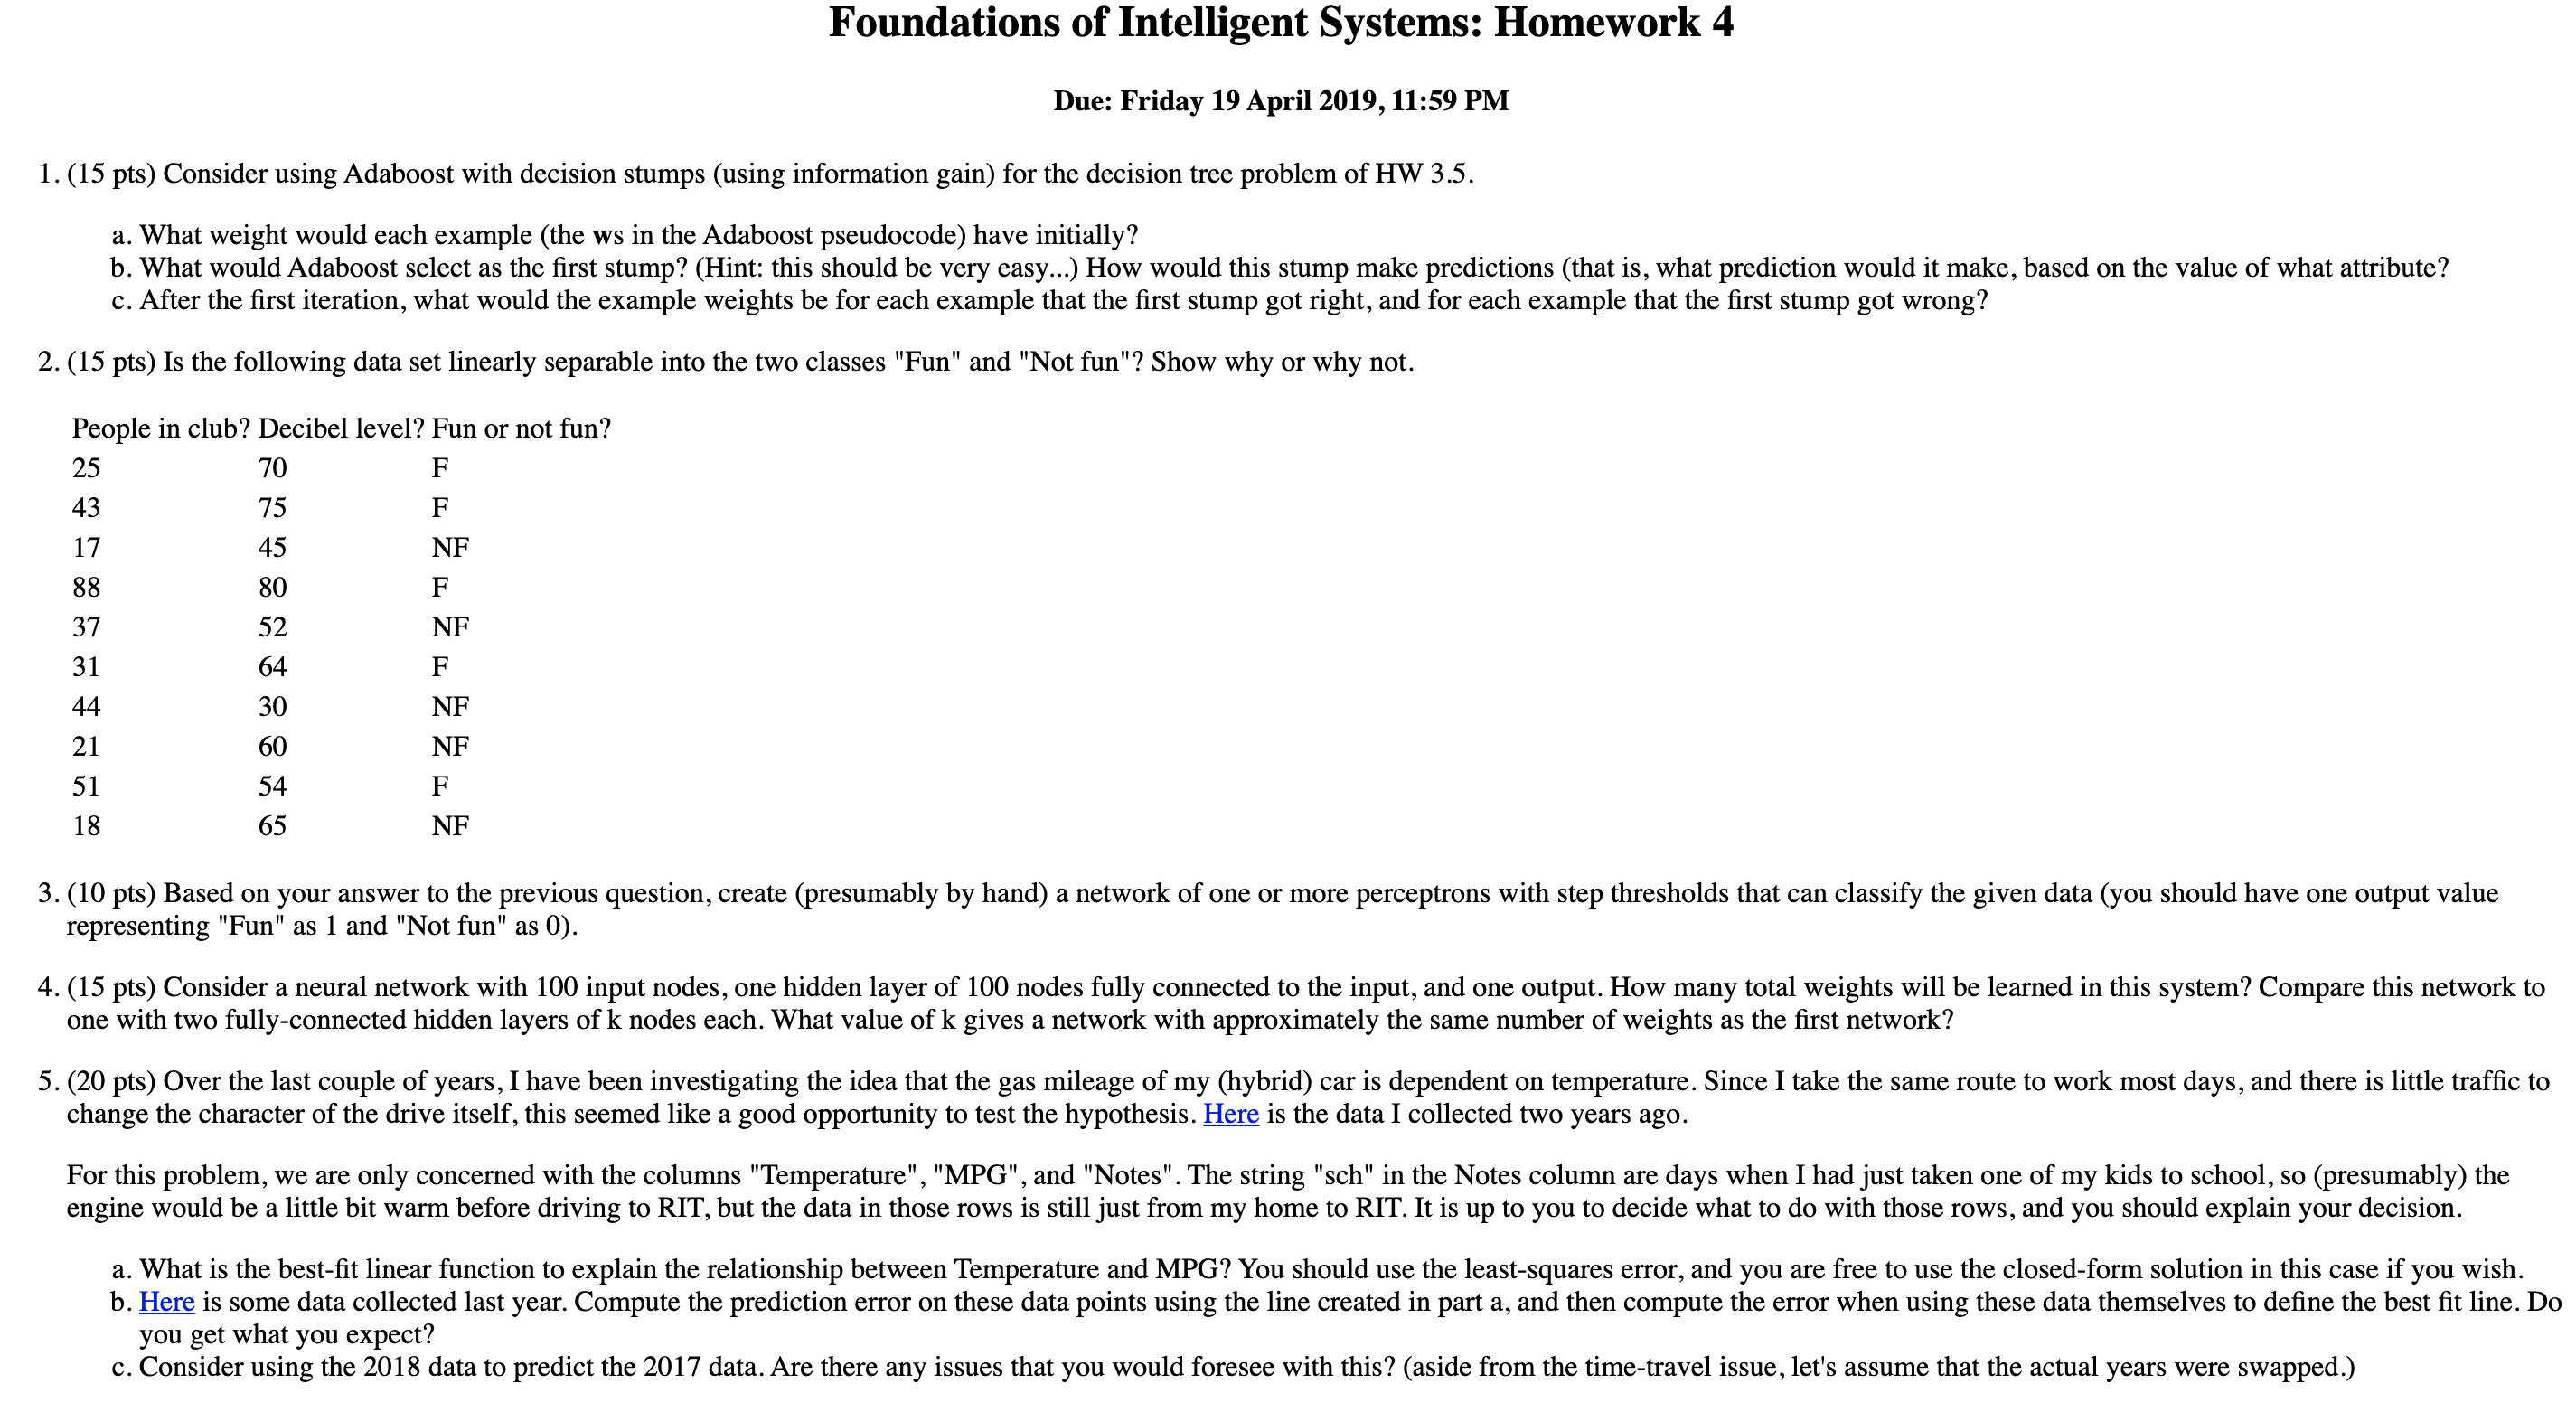 Foundations of Intelligent Systems: Homework 4
Due: Friday 19 April 2019, 11:59 PM
1. (15 pts) Consider using Adaboost with decision stumps (using information gain) for the decision tree problem of HW 3.5.
a. What weight would each example (the ws in the Adaboost pseudocode) have initially?
b. What would Adaboost select as the first stump? (Hint: this should be very easy...) How would this stump make predictions (that is, what prediction would it make, based on the value of what attribute?
c. After the first iteration, what would the example weights be for each example that the first stump got right, and for each example that the first stump got wrong?
2. (15 pts) Is the following data set linearly separable into the two classes "Fun" and "Not fun"? Show why or why not.
People in club? Decibel level? Fun or not fun?
25 70 F
43 75 F
17 45 NF
88 80 F
37 52 NF
31 64 F
44 30 NF
21 60 NF
51 54 F
18 65 NF
3. (10 pts) Based on your answer to the previous question, create (presumably by hand) a network of one or more perceptrons with step thresholds that can classify the given data (you should have one output value
representing "Fun" as 1 and "Not fun" as 0).
4. (15 pts) Consider a neural network with 100 input nodes, one hidden layer of 100 nodes fully connected to the input, and one output. How many total weights will be learned in this system? Compare this network to
one with two fully-connected hidden layers of k nodes each. What value of k gives a network with approximately the same number of weights as the first network?
5. (20 pts) Over the last couple of years, I have been investigating the idea that the gas mileage of my (hybrid) car is dependent on temperature. Since I take the same route to work most days, and there is little traffic to
change the character of the drive itself, this seemed like a good opportunity to test the hypothesis. Here is the data I collected two years ago.
For this problem, we are only concerned with the columns "Temperature", "MPG", and "Notes". The string "sch" in the Notes column are days when I had just taken one of my kids to school, so (presumably) the
engine would be a little bit warm before driving to RIT, but the data in those rows is still just from my home to RIT. It is up to you to decide what to do with those rows, and you should explain your decision.
a. What is the best-fit linear function to explain the relationship between Temperature and MPG? You should use the least-squares error, and you are free to use the closed-form solution in this case if you wish.
b. Here is some data collected last year. Compute the prediction error on these data points using the line created in part a, and then compute the error when using these data themselves to define the best fit line. Do
you get what you expect?
c. Consider using the 2018 data to predict the 2017 data. Are there any issues that you would foresee with this? (aside from the time-travel issue, let's assume that the actual years were swapped.)